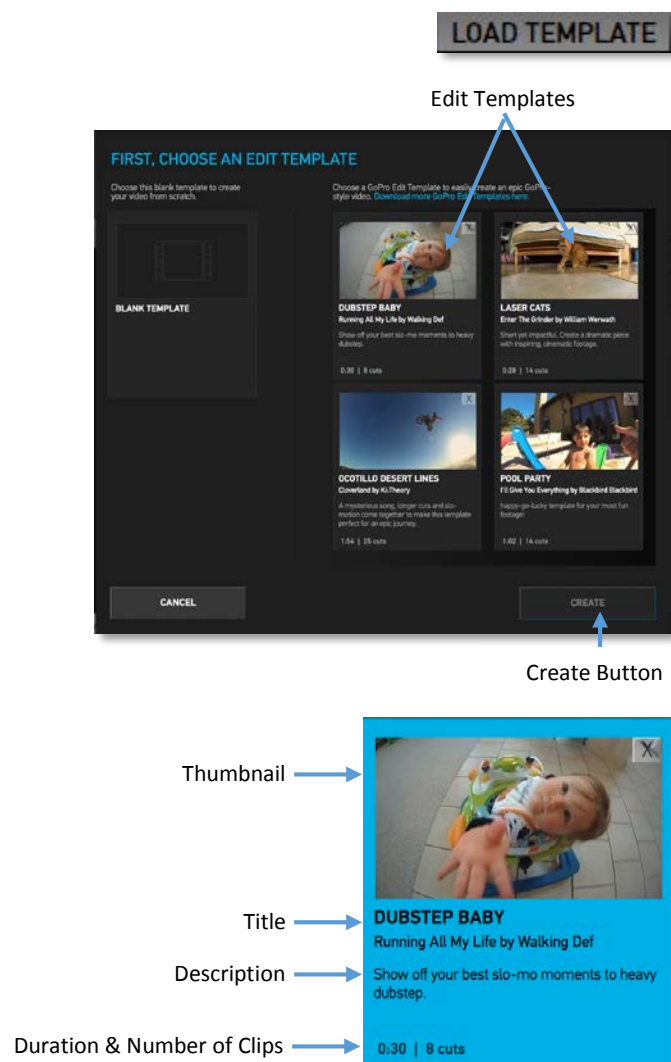 LOAD TEMPLATE
Edit Templates
FIRST, CHOOSE AN EDIT TEMPLATE
Choose this blank template to create
your video from scratch.
Choose a GoPro Edit Template to easily create an epic GoPro-
style video. Download more GoPro Edit Templates here.
BLANK TEMPLATE
X
DUBSTEP BABY
Running All My Life by Walking Def
Show off your best slo-mo moments to heavy
dubstep.
0:30 | 8 cuts
X
LASER CATS
Enter The Grinder by William Werwath
Short yet impactful. Create a dramatic piece
with inspiring, cinematic footage.
0:28 | 14 cuts
X
OCOTILLO DESERT LINES
Cloverland by Ki:Theory
A mysterious song, longer cuts and slo-
motion come together to make this template
perfect for an epic journey.
1:54 | 25 cuts
X
POOL PARTY
I'll Give You Everything by Blackbird Blackbird
happy-go-lucky template for your most fun
footage!
1:02 | 14 cuts
CANCEL
CREATE
Create Button
Thumbnail
X
Title
DUBSTEP BABY
Running All My Life by Walking Def
Description
Show off your best slo-mo moments to heavy
dubstep.
Duration & Number of Clips
0:30 | 8 cuts